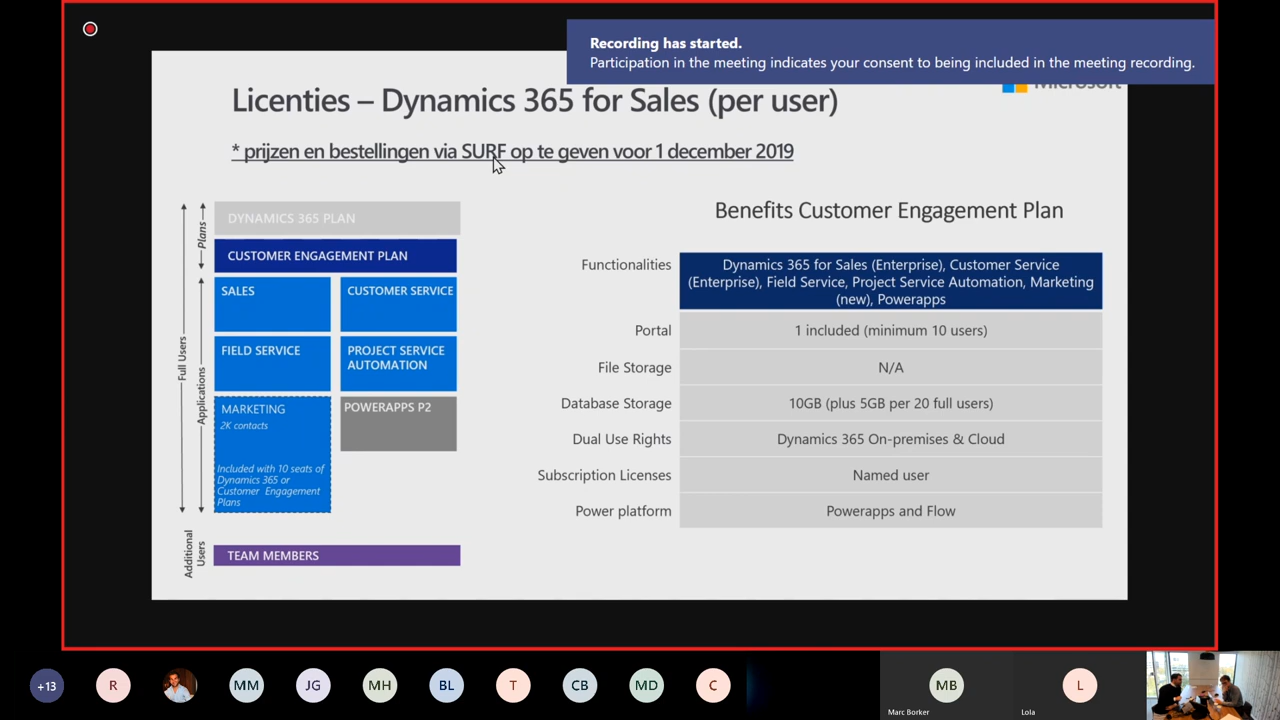 Recording has started.
Participation in the meeting indicates your consent to being included in the meeting recording.
Microsoft
Licenties – Dynamics 365 for Sales (per user)
* prijzen en bestellingen via SURF op te geven voor 1 december 2019
Plans
Full Users
Applications
Additional
Users
DYNAMICS 365 PLAN
CUSTOMER ENGAGEMENT PLAN
SALES
CUSTOMER SERVICE
FIELD SERVICE
PROJECT SERVICE
AUTOMATION
MARKETING
2K contacts
Included with 10 seats of
Dynamics 365 or
Customer Engagement
Plans
POWERAPPS P2
TEAM MEMBERS
Benefits Customer Engagement Plan
Functionalities
Dynamics 365 for Sales (Enterprise), Customer Service
(Enterprise), Field Service, Project Service Automation, Marketing
(new), Powerapps
Portal
1 included (minimum 10 users)
File Storage
N/A
Database Storage
10GB (plus 5GB per 20 full users)
Dual Use Rights
Dynamics 365 On-premises & Cloud
Subscription Licenses
Named user
Power platform
Powerapps and Flow
+13
R
MM
JG
MH
BL
T
CB
MD
C
MB
Marc Borker
L
Lola